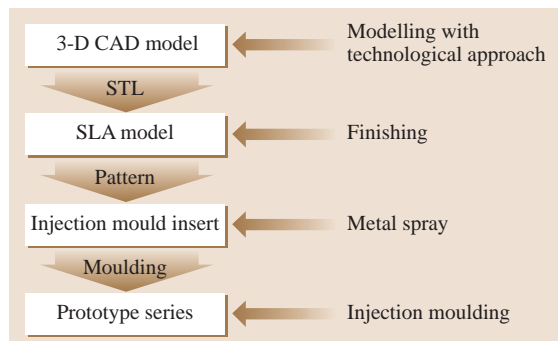 3-D CAD model
Modelling with
technological approach
STL
SLA model
Finishing
Pattern
Injection mould insert
Metal spray
Moulding
Prototype series
Injection moulding